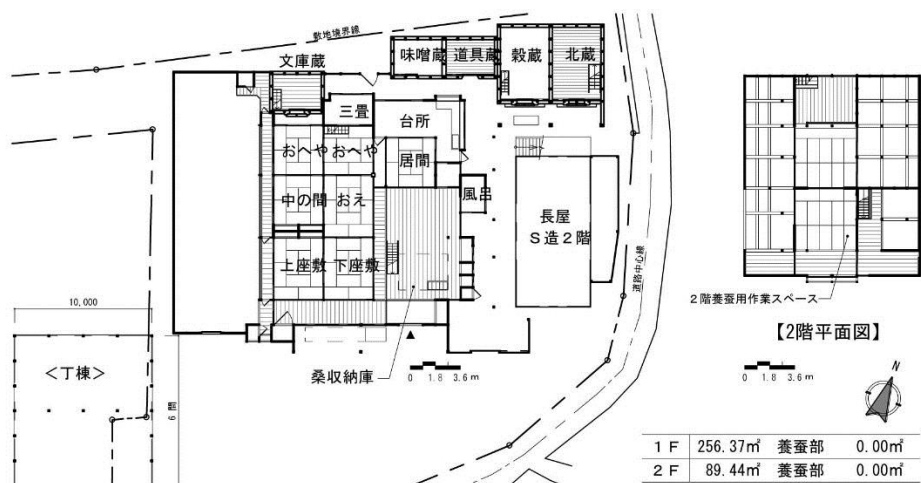 敷地境界線
文庫蔵
味噌蔵 道具蔵 穀蔵 北蔵
三畳
台所
おへや おへや 居間
中の間 おえ 風呂
長屋
S造2階
上座敷 下座敷
道路中心線
10,000
<丁棟>
6間
桑収納庫
0 1.8 3.6m
2階養蚕用作業スペース
【2階平面図】
0 1.8 3.6m
N
1F 256.37㎡ 養蚕部 0.00㎡
2F 89.44㎡ 養蚕部 0.00㎡